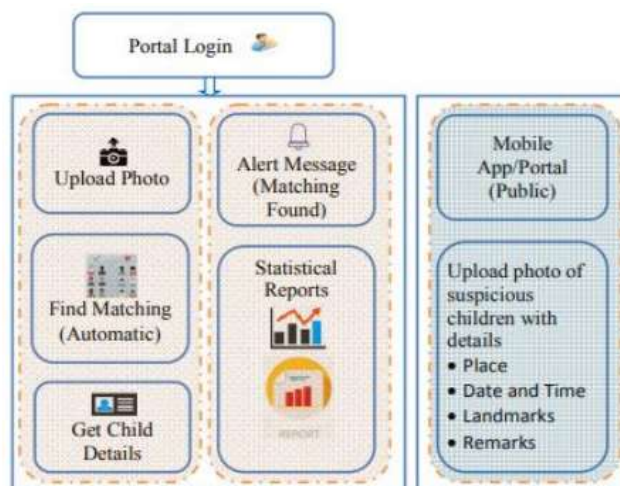 Portal Login
Upload Photo
Find Matching
(Automatic)
Get Child
Details
Alert Message
(Matching
Found)
Statistical
Reports
REPORT
Mobile
App/Portal
(Public)
Upload photo of
suspicious
children with
details
• Place
• Date and Time
• Landmarks
• Remarks